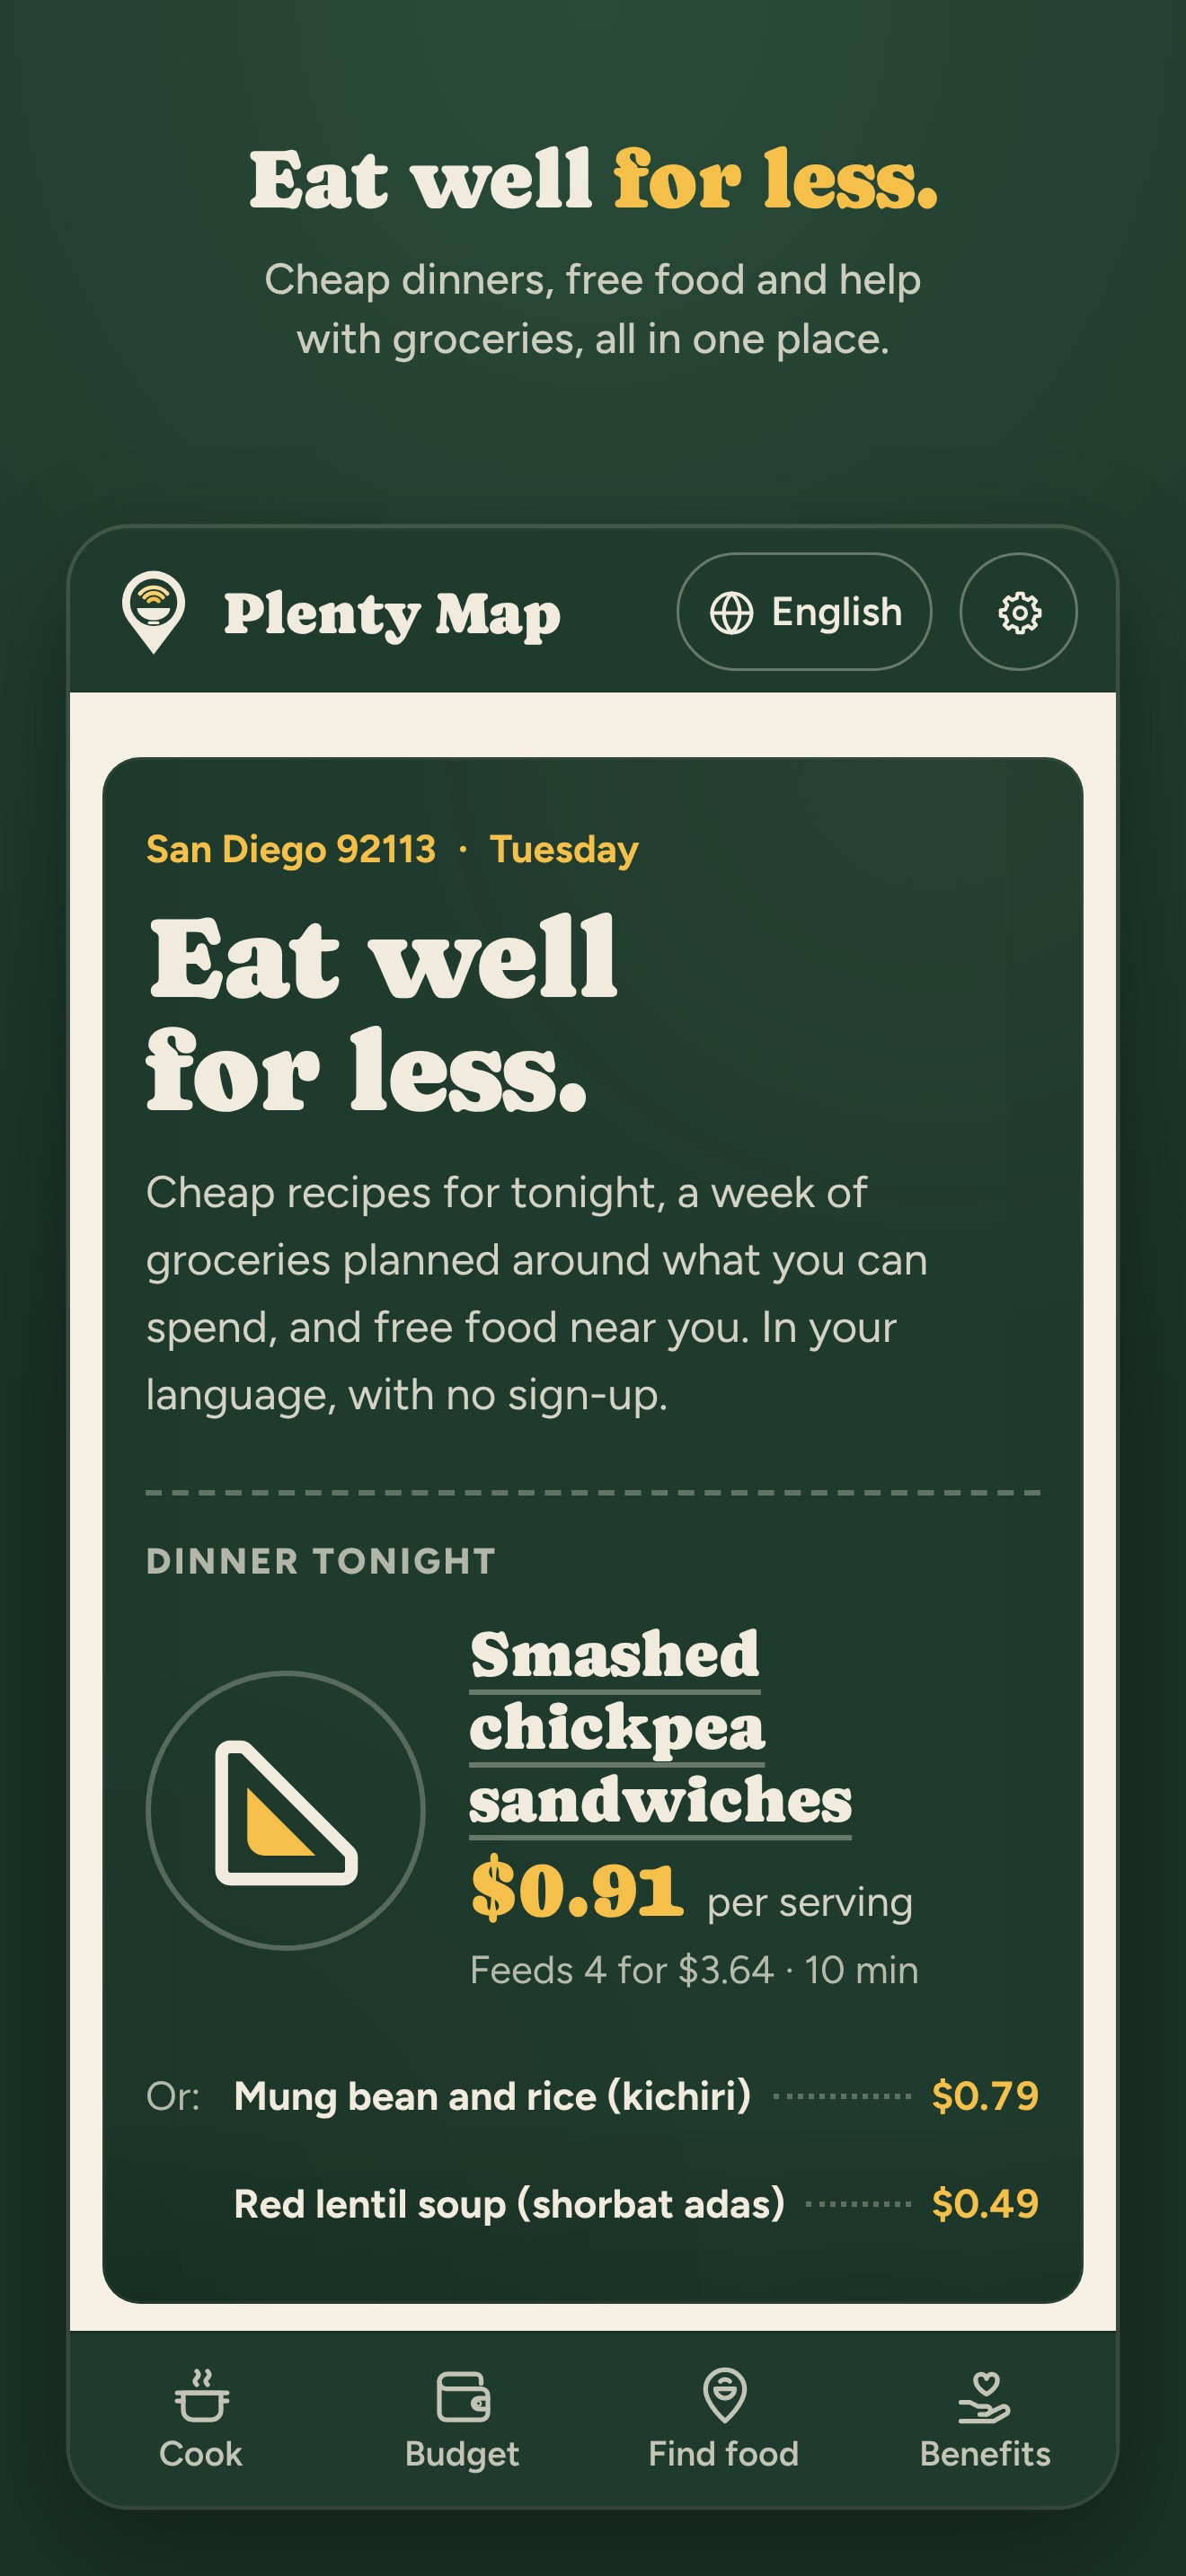 Eat well for less.
Cheap dinners, free food and help
with groceries, all in one place.
Plenty Map
English
San Diego 92113 · Tuesday
Eat well
for less.
Cheap recipes for tonight, a week of
groceries planned around what you can
spend, and free food near you. In your
language, with no sign-up.
DINNER TONIGHT
Smashed
chickpea
sandwiches
$0.91 per serving
Feeds 4 for $3.64 · 10 min
Or: Mung bean and rice (kichiri) $0.79
Red lentil soup (shorbat adas) $0.49
Cook Budget Find food Benefits